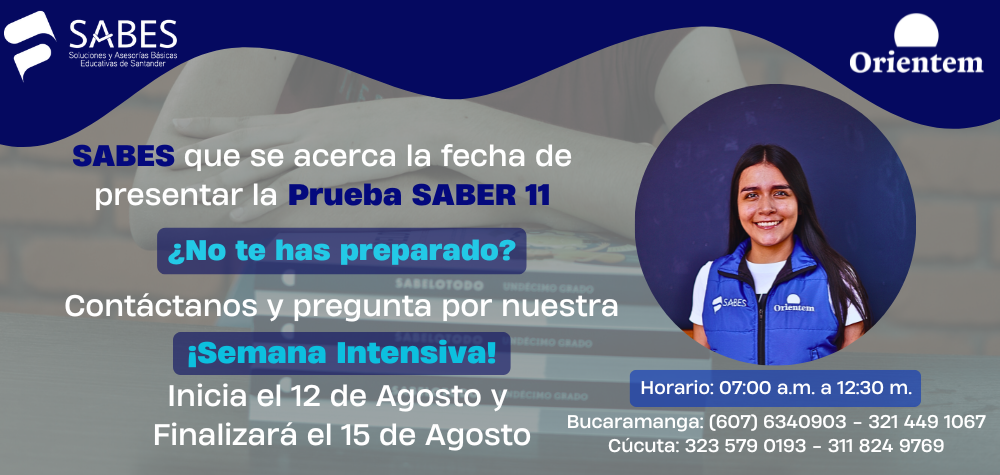 SABES
Soluciones y Asesorías Básicas
Educativas de Santander
Orientem
SABES que se acerca la fecha de
presentar la Prueba SABER 11
¿No te has preparado?
Contáctanos y pregunta por nuestra
¡Semana Intensiva!
Inicia el 12 de Agosto y
Finalizará el 15 de Agosto
SABELOTODO UNDÉCIMO GRADO
UNDÉCIMO GRADO
UNDÉCIMO GRADO
SABES Orientem
Horario: 07:00 a.m. a 12:30 m.
Bucaramanga: (607) 6340903 - 321 449 1067
Cúcuta: 323 579 0193 - 311 824 9769